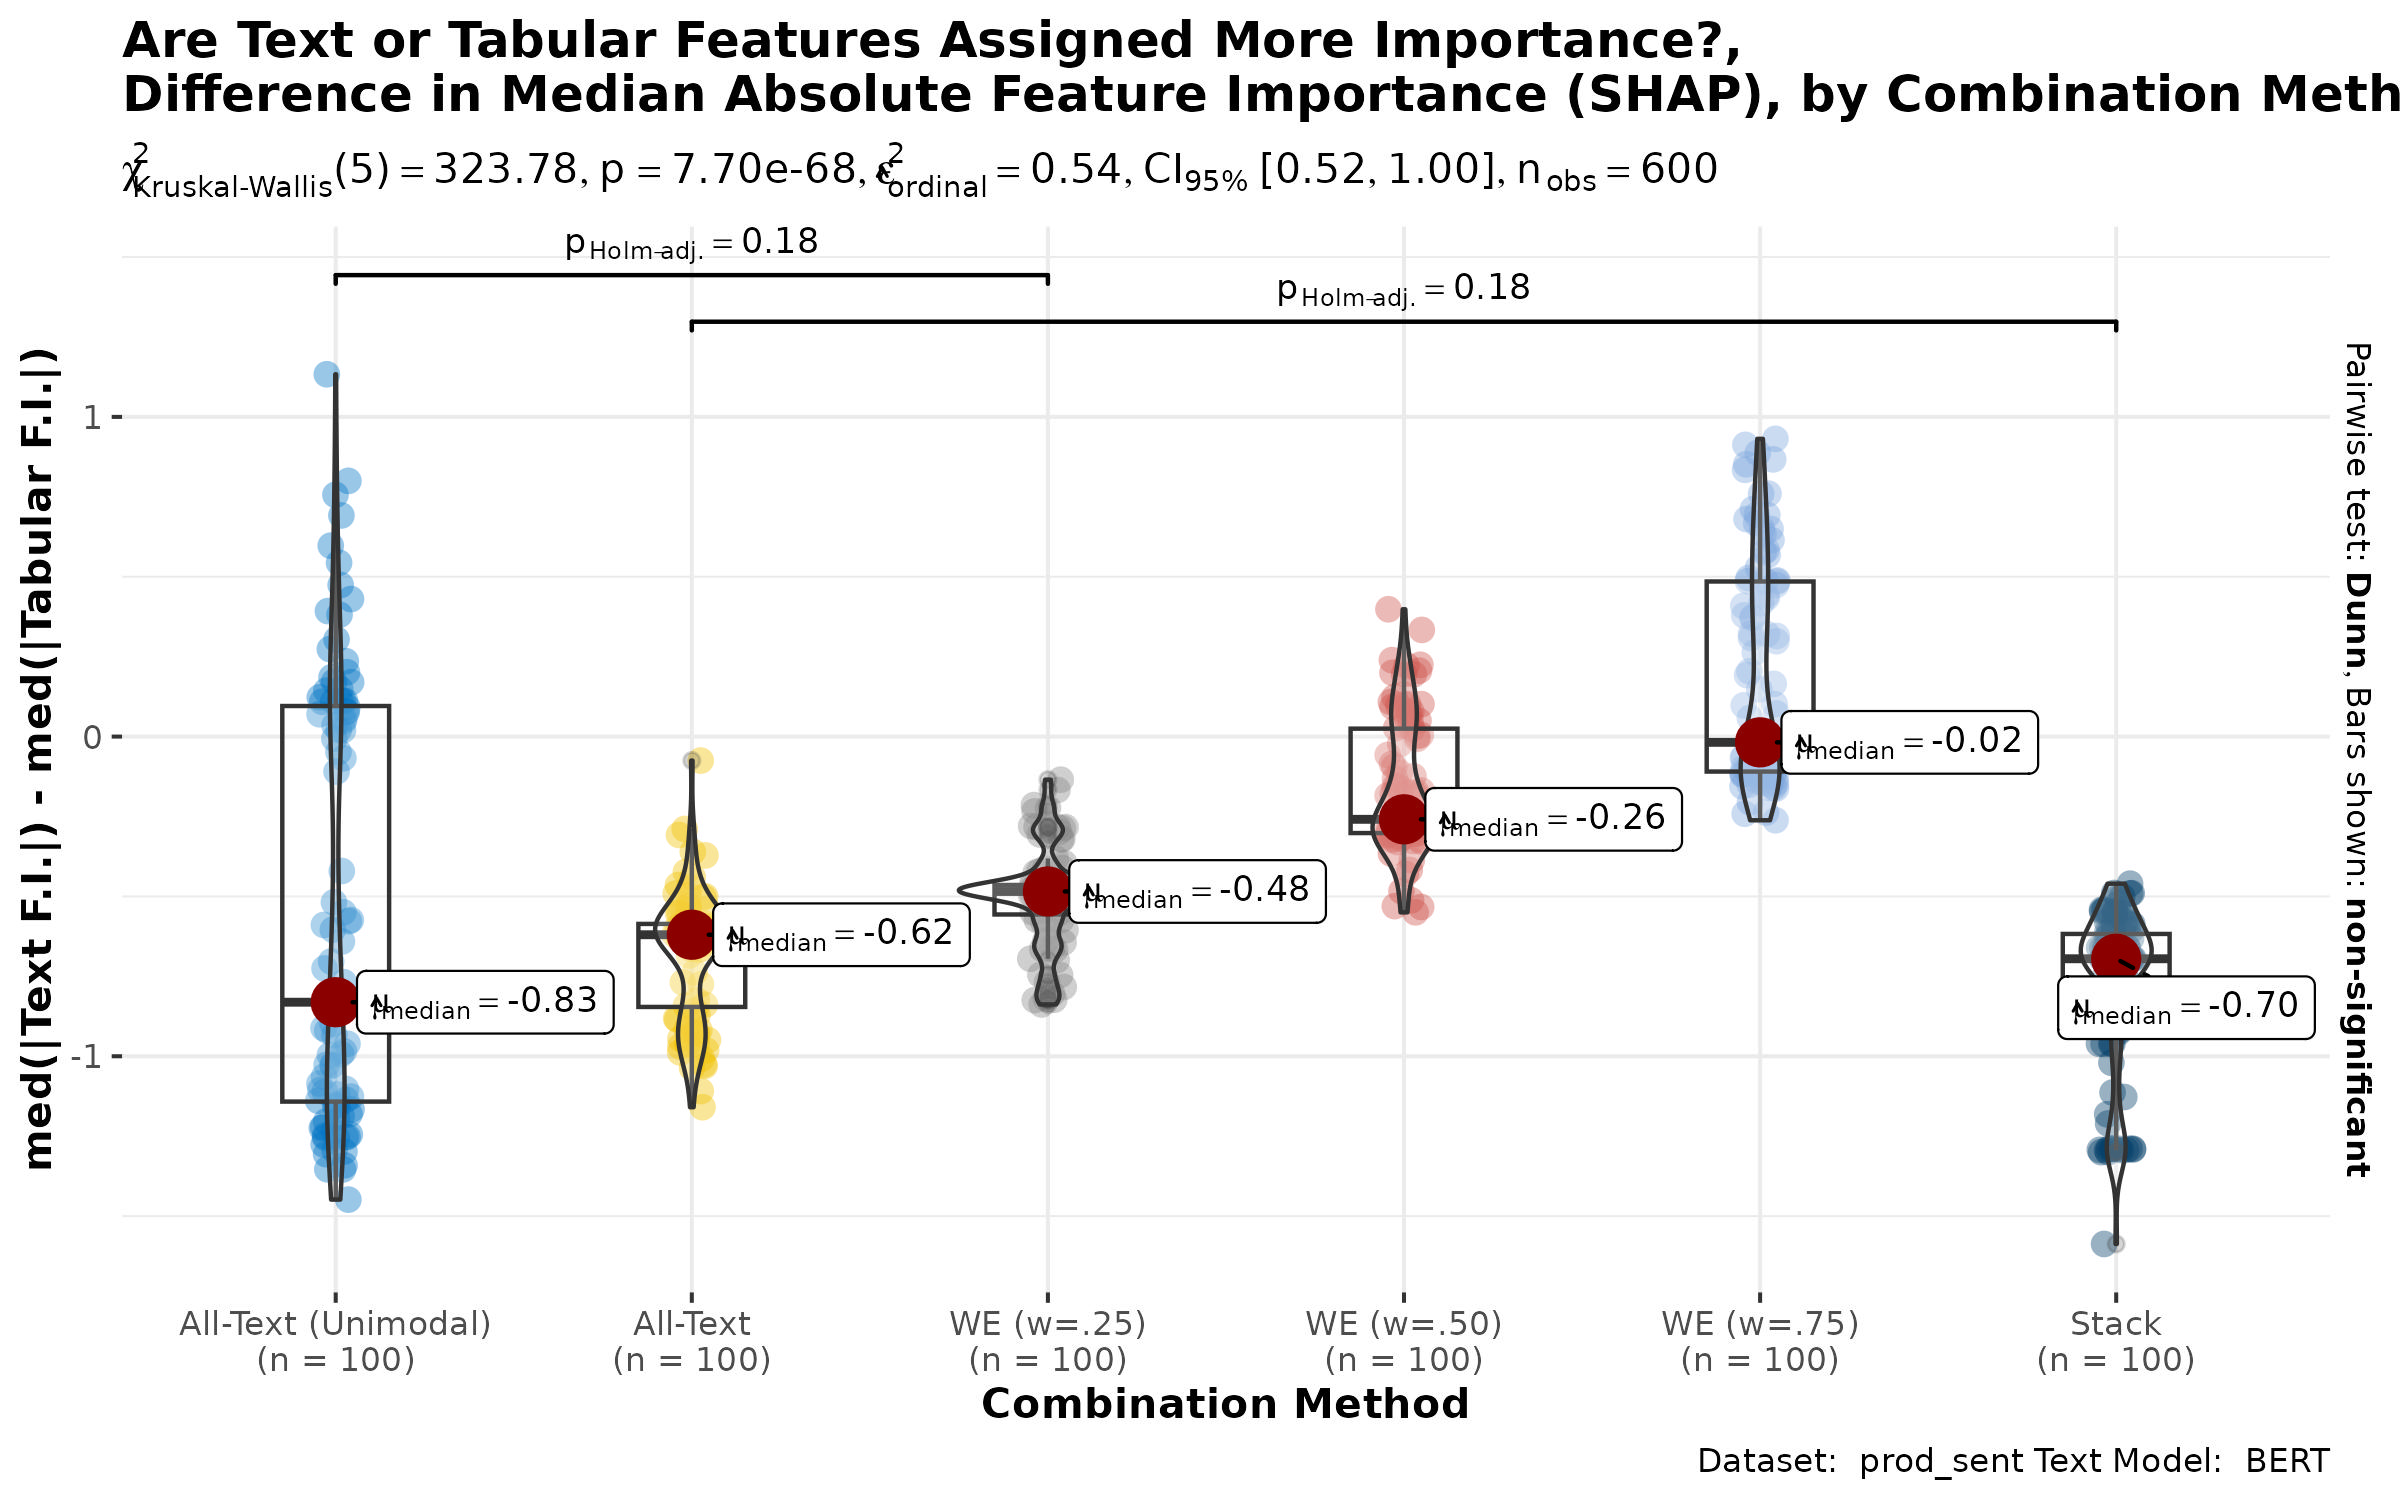 Are Text or Tabular Features Assigned More Importance?,
Difference in Median Absolute Feature Importance (SHAP), by Combination Meth
χ²Kruskal-Wallis(5) = 323.78, p = 7.70e-68, ε̂²ordinal = 0.54, CI95% [0.52, 1.00], nobs = 600
pHolm-adj. = 0.18
pHolm-adj. = 0.18
med(|Text F.I.|) - med(|Tabular F.I.|)
1
0
-1
μ̂median = -0.83
μ̂median = -0.62
μ̂median = -0.48
μ̂median = -0.26
μ̂median = -0.02
μ̂median = -0.70
Pairwise test: Dunn, Bars shown: non-significant
All-Text (Unimodal)
(n = 100)
All-Text
(n = 100)
WE (w=.25)
(n = 100)
WE (w=.50)
(n = 100)
WE (w=.75)
(n = 100)
Stack
(n = 100)
Combination Method
Dataset:  prod_sent Text Model:  BERT